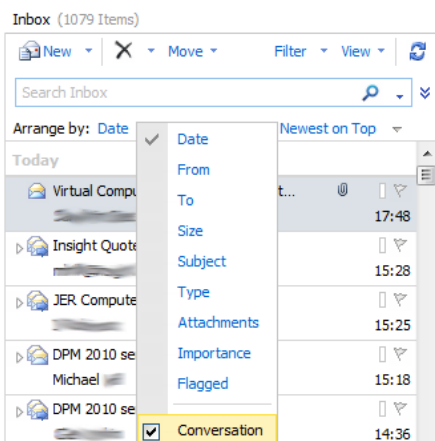 Inbox (1079 Items)
New Move Filter View
Search Inbox
Arrange by: Date Newest on Top
Date
From
To
Size
Subject
Type
Attachments
Importance
Flagged
Conversation
Today
Virtual Compu t...
17:48
Insight Quote
15:28
JER Compute
15:25
DPM 2010 se
Michael 15:18
DPM 2010 se
14:36